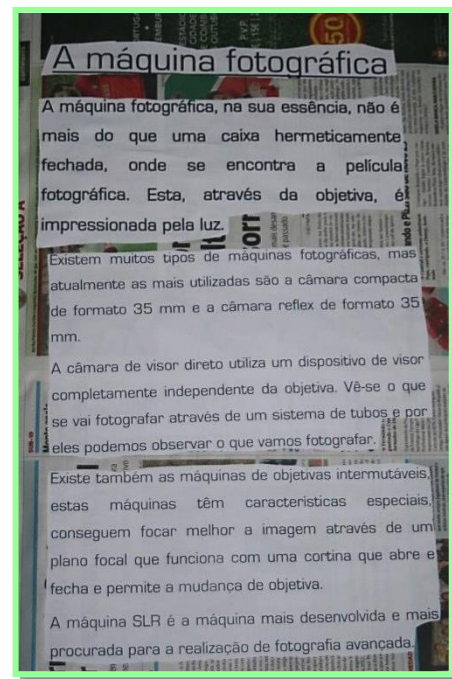 A máquina fotográfica
A máquina fotográfica, na sua essência, não é
mais do que uma caixa hermeticamente
fechada, onde se encontra a película
fotográfica. Esta, através da objetiva, é
impressionada pela luz.
Existem muitos tipos de máquinas fotográficas, mas
atualmente as mais utilizadas são a câmara compacta
de formato 35 mm e a câmara reflex de formato 35
mm.
A câmara de visor direto utiliza um dispositivo de visor
completamente independente da objetiva. Vê-se o que
se vai fotografar através de um sistema de tubos e por
eles podemos observar o que vamos fotografar.
Existe também as máquinas de objetivas intermutáveis,
estas máquinas têm caracteristicas especiais,
conseguem focar melhor a imagem através de um
plano focal que funciona com uma cortina que abre e
fecha e permite a mudança de objetiva.
A máquina SLR é a máquina mais desenvolvida e mais
procurada para a realização de fotografia avançada.